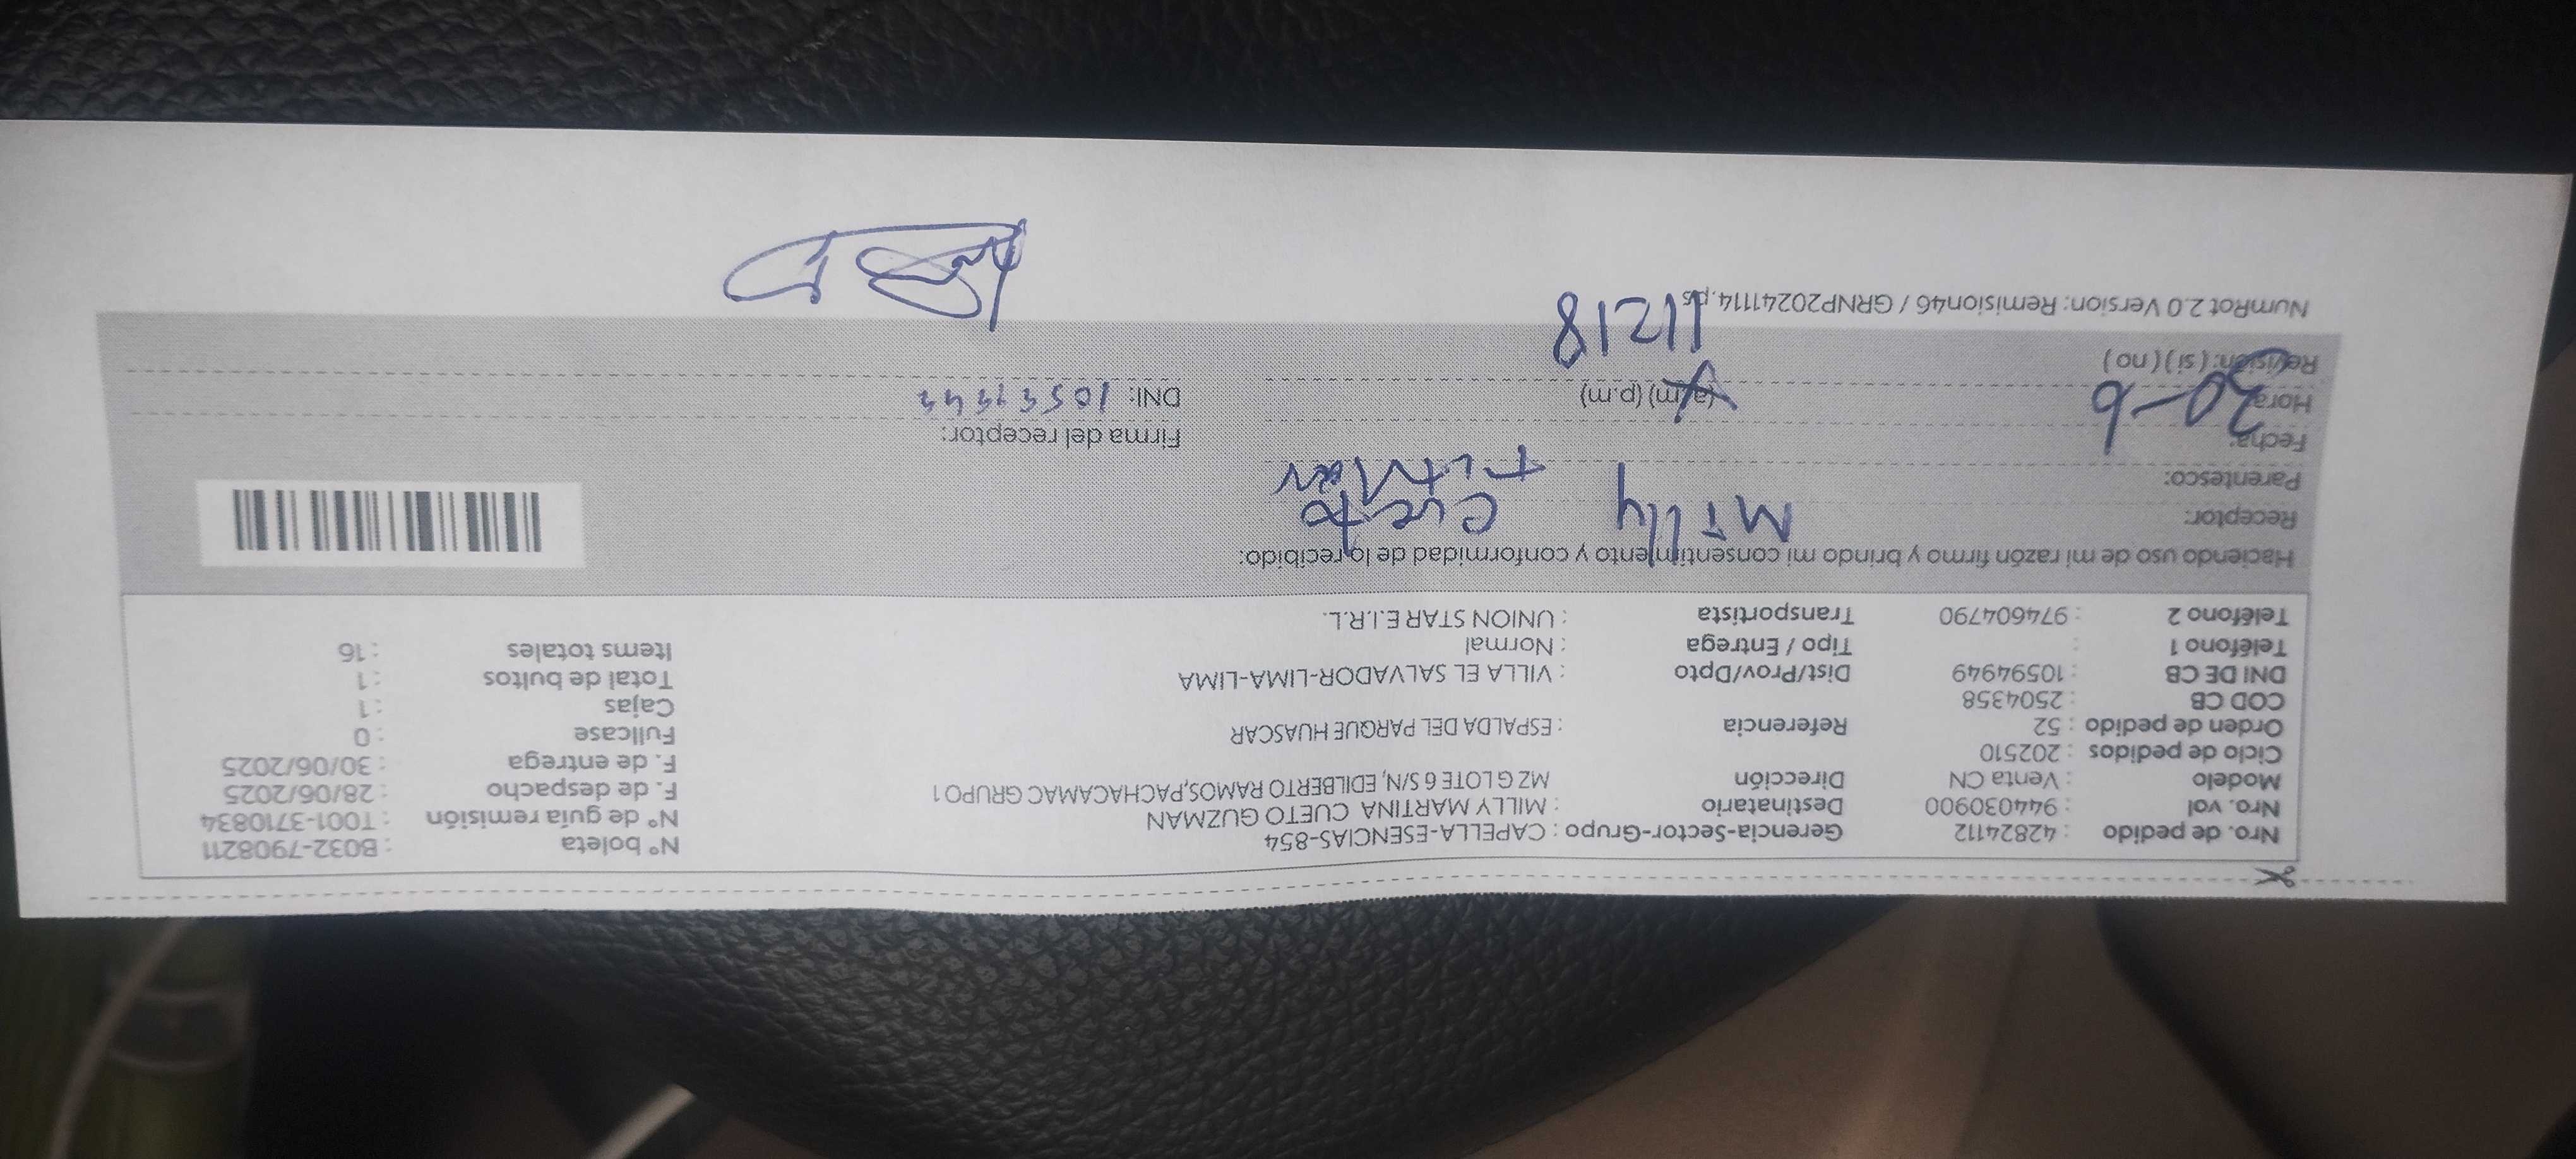 Nro. de pedido : 42824112 Gerencia-Sector-Grupo : CAPELLA-ESENCIAS-854 N° boleta : B032-7908211
Nro. vol : 944030900 Destinatario : MILLY MARTINA CUETO GUZMAN N° de guía remisión : T001-3710834
Modelo : Venta CN Dirección MZ G LOTE 6 S/N, EDILBERTO RAMOS,PACHACAMAC GRUPO 1 F. de despacho : 28/06/2025
Ciclo de pedidos : 202510 F. de entrega : 30/06/2025
Orden de pedido : 52 Referencia : ESPALDA DEL PARQUE HUASCAR Fullcase : 0
COD CB : 2504358 Cajas : 1
DNI DE CB : 10594949 Dist/Prov/Dpto : VILLA EL SALVADOR-LIMA-LIMA Total de bultos : 1
Teléfono 1 : Tipo / Entrega : Normal Items totales : 16
Teléfono 2 : 974604790 Transportista : UNION STAR E.I.R.L.
Haciendo uso de mi razón firmo y brindo mi consentimiento y conformidad de lo recibido:
Receptor: Milly Cueto
Parentesco: Titular
Fecha: 30-6 Firma del receptor:
Hora: (a.m) (p.m) DNI: 10594949
Revisión: ( si ) ( no ) 11218
NumRot 2.0 Version: Remision46 / GRNP20241114.p.s